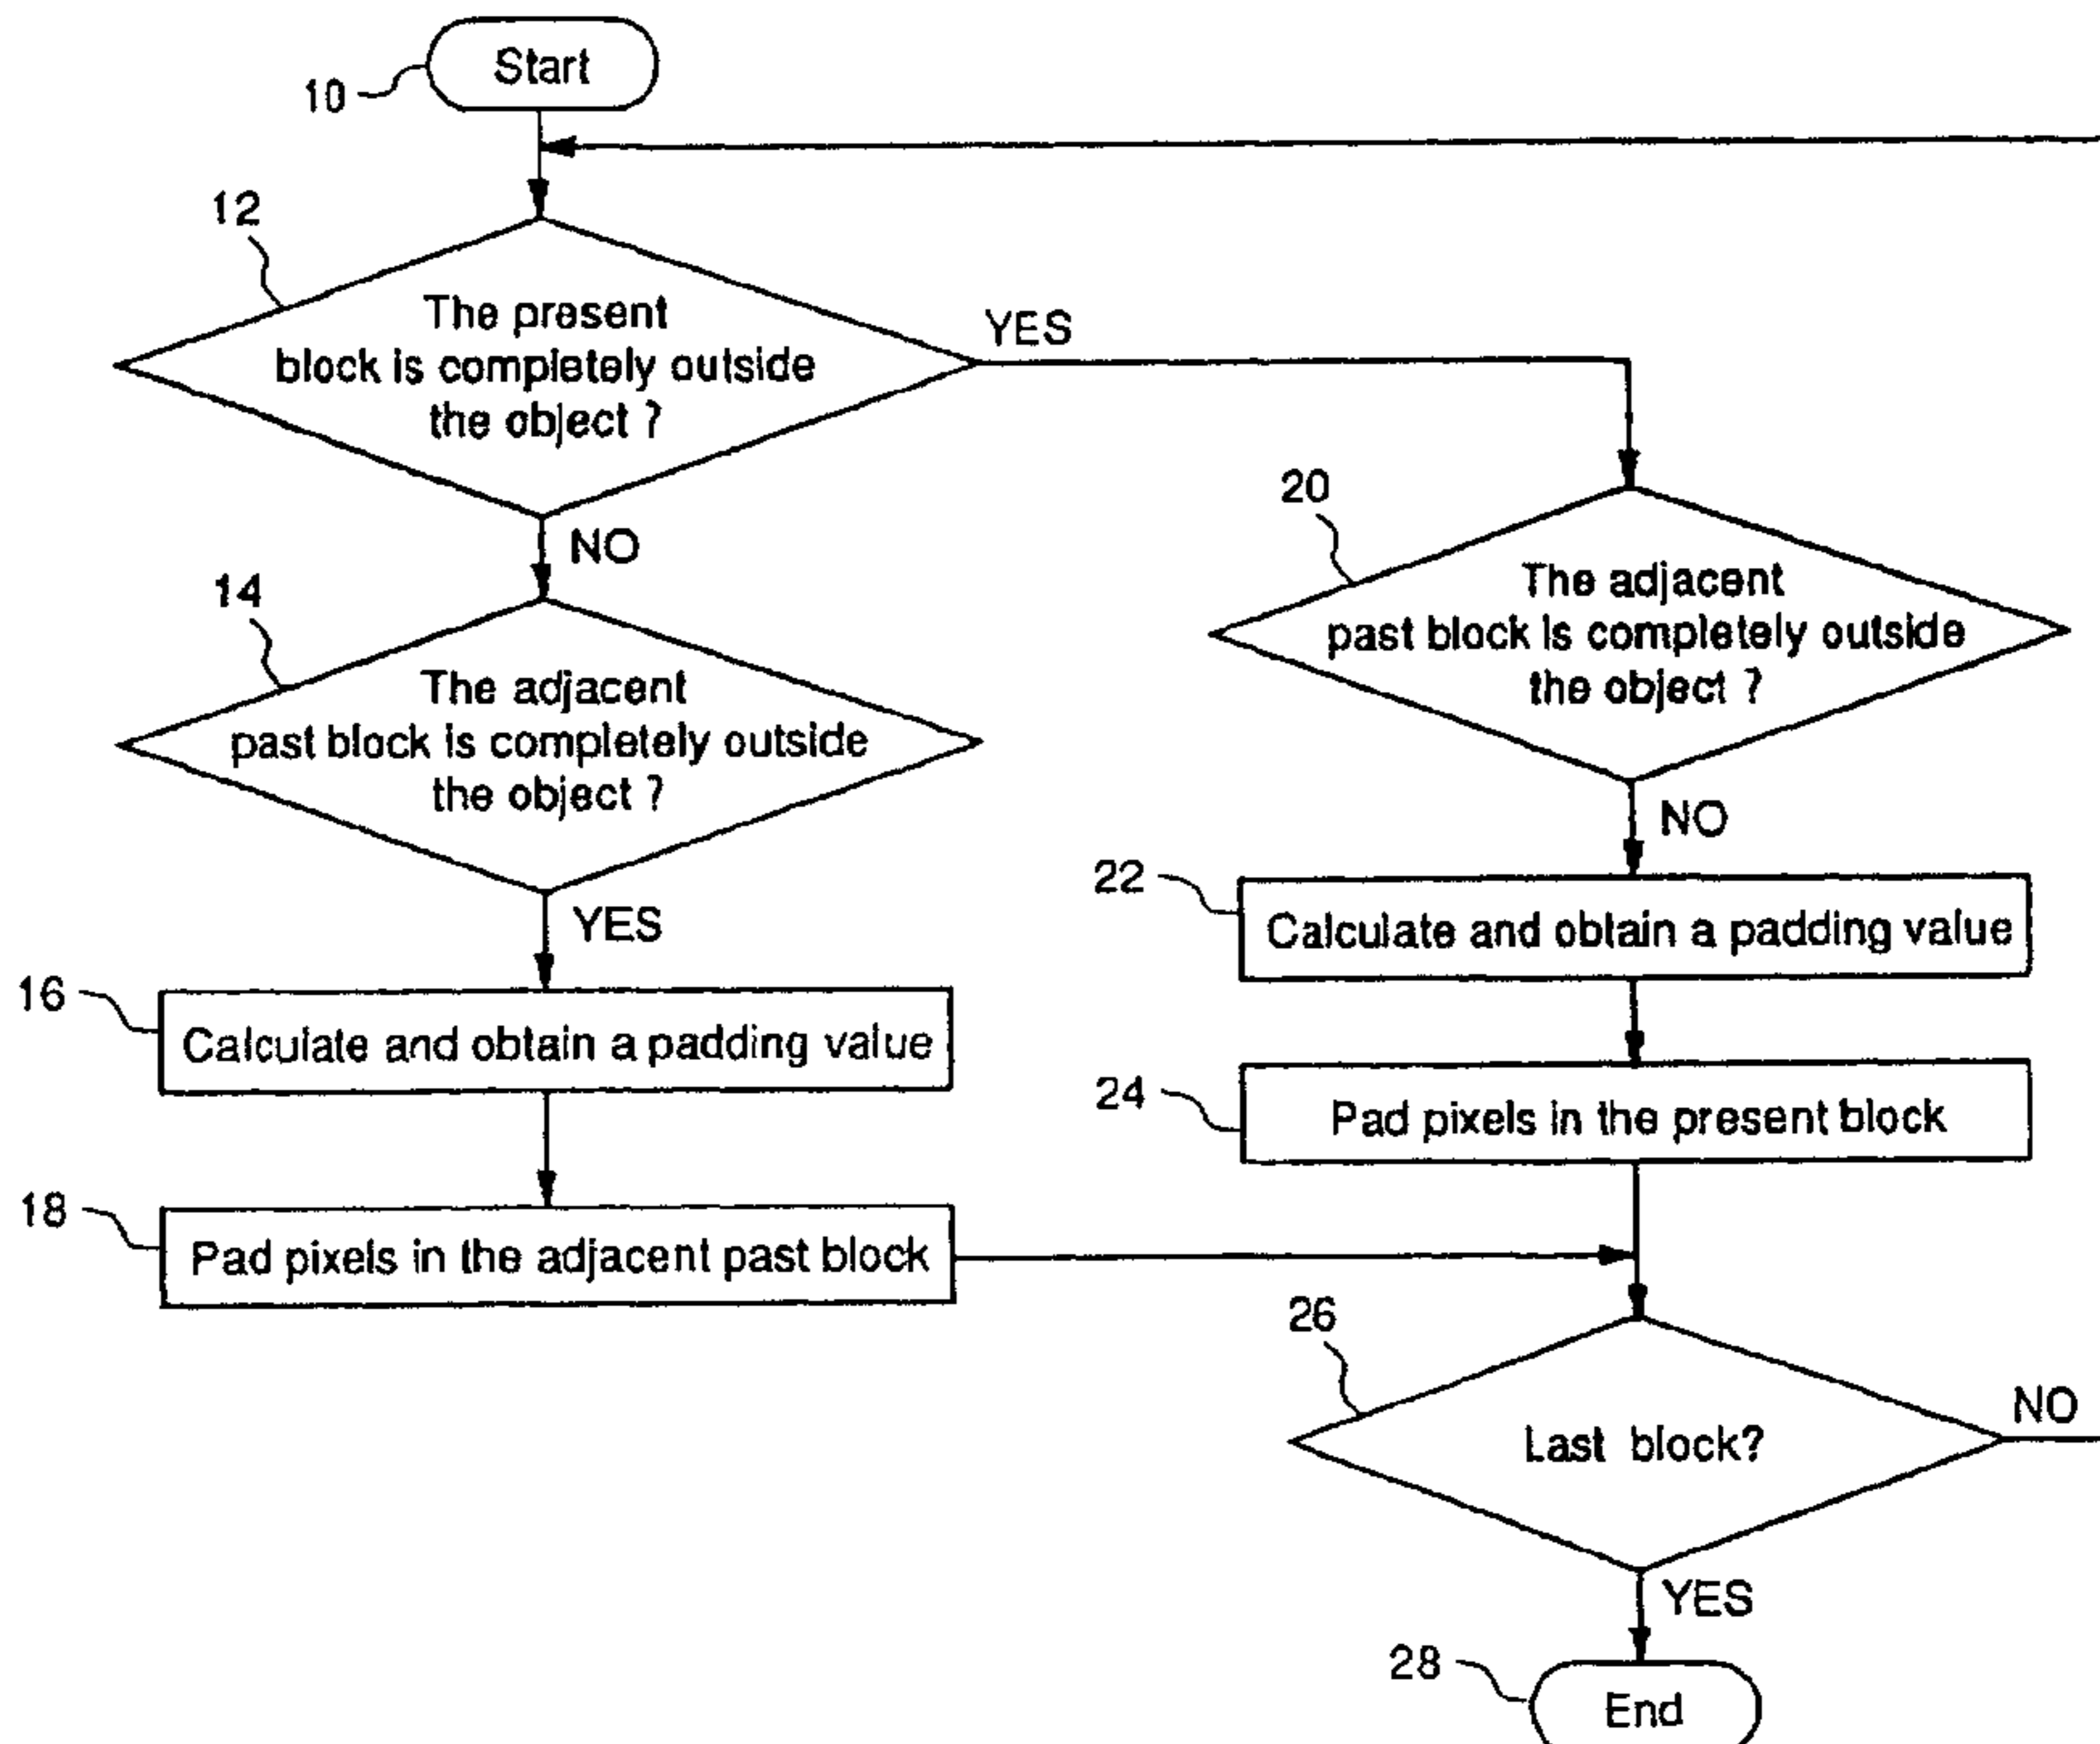 Start
10
12
The present
block is completely outside
the object ?
YES
NO
14
The adjacent
past block is completely outside
the object ?
YES
16
Calculate and obtain a padding value
18
Pad pixels in the adjacent past block
20
The adjacent
past block is completely outside
the object ?
NO
22
Calculate and obtain a padding value
24
Pad pixels in the present block
26
Last block?
NO
YES
28
End